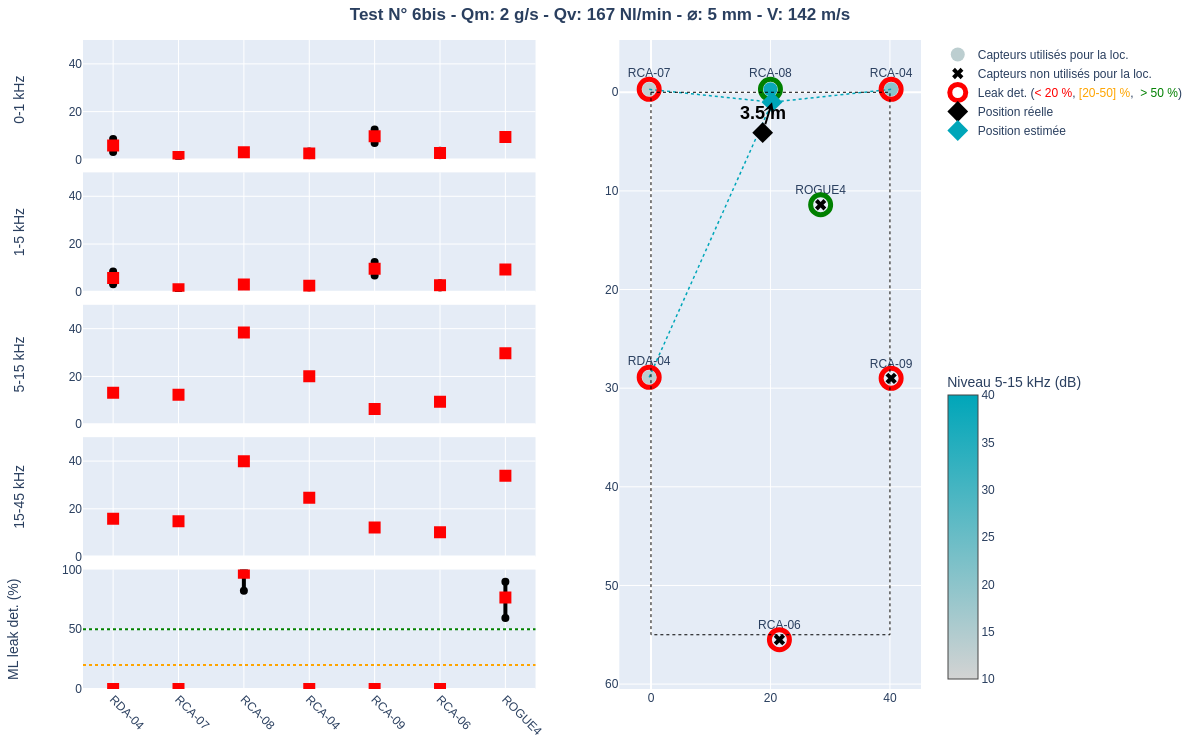 Test N° 6bis - Qm: 2 g/s - Qv: 167 Nl/min - ⌀: 5 mm - V: 142 m/s
0-1 kHz
40
20
0
1-5 kHz
40
20
0
5-15 kHz
40
20
0
15-45 kHz
40
20
0
ML leak det. (%)
100
50
0
RDA-04
RCA-07
RCA-08
RCA-04
RCA-09
RCA-06
ROGUE4
RCA-07
RCA-08
RCA-04
3.5 m
ROGUE4
RDA-04
RCA-09
RCA-06
0
10
20
30
40
50
60
0
20
40
Capteurs utilisés pour la loc.
Capteurs non utilisés pour la loc.
Leak det. (< 20 %, [20-50] %, > 50 %)
Position réelle
Position estimée
Niveau 5-15 kHz (dB)
40
35
30
25
20
15
10